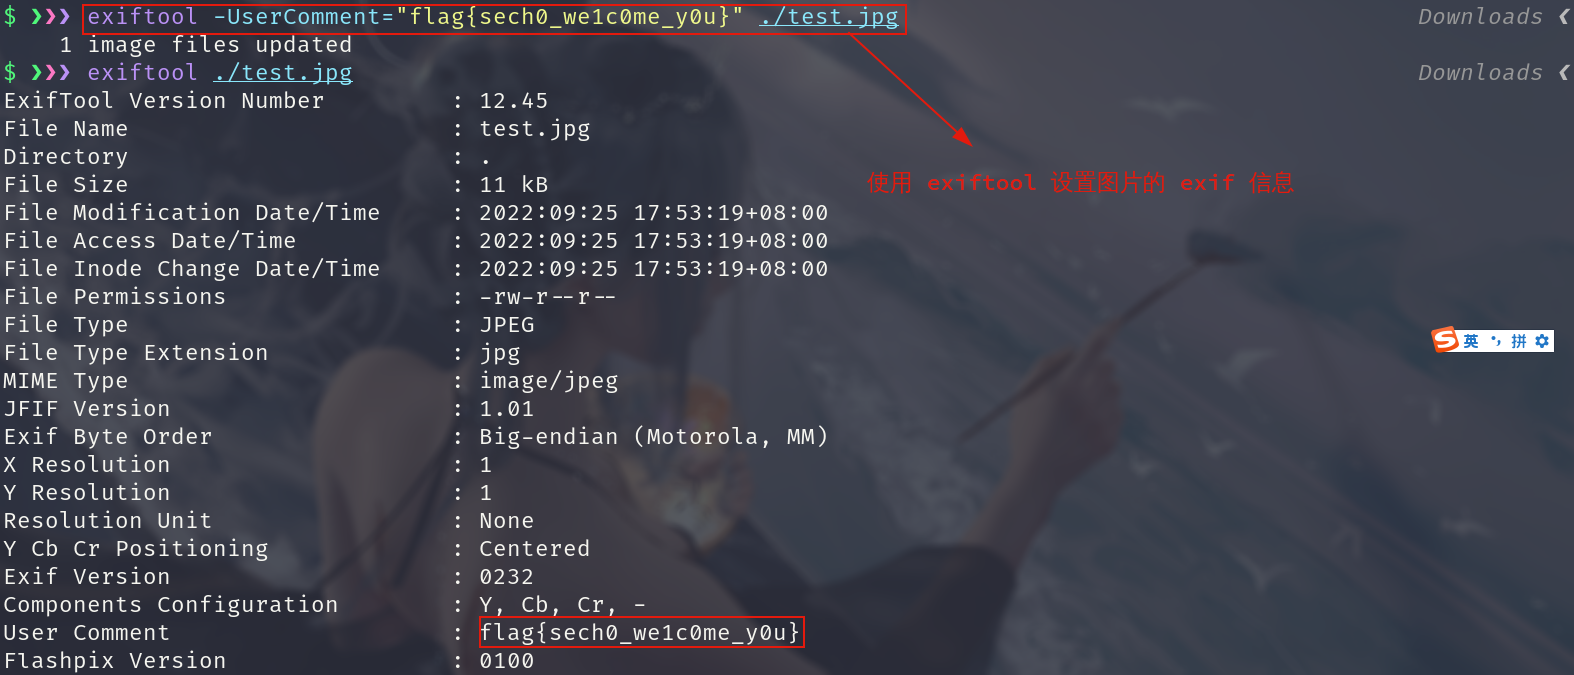 $ ❯❯❯ exiftool -UserComment="flag{sech0_we1c0me_y0u}" ./test.jpg Downloads ❮
1 image files updated
$ ❯❯❯ exiftool ./test.jpg Downloads ❮
ExifTool Version Number : 12.45
File Name : test.jpg
Directory : .
使用 exiftool 设置图片的 exif 信息
File Size : 11 kB
File Modification Date/Time : 2022:09:25 17:53:19+08:00
File Access Date/Time : 2022:09:25 17:53:19+08:00
File Inode Change Date/Time : 2022:09:25 17:53:19+08:00
File Permissions : -rw-r--r--
File Type : JPEG
S 英 •, 拼
File Type Extension : jpg
MIME Type : image/jpeg
JFIF Version : 1.01
Exif Byte Order : Big-endian (Motorola, MM)
X Resolution : 1
Y Resolution : 1
Resolution Unit : None
Y Cb Cr Positioning : Centered
Exif Version : 0232
Components Configuration : Y, Cb, Cr, -
User Comment : flag{sech0_we1c0me_y0u}
Flashpix Version : 0100